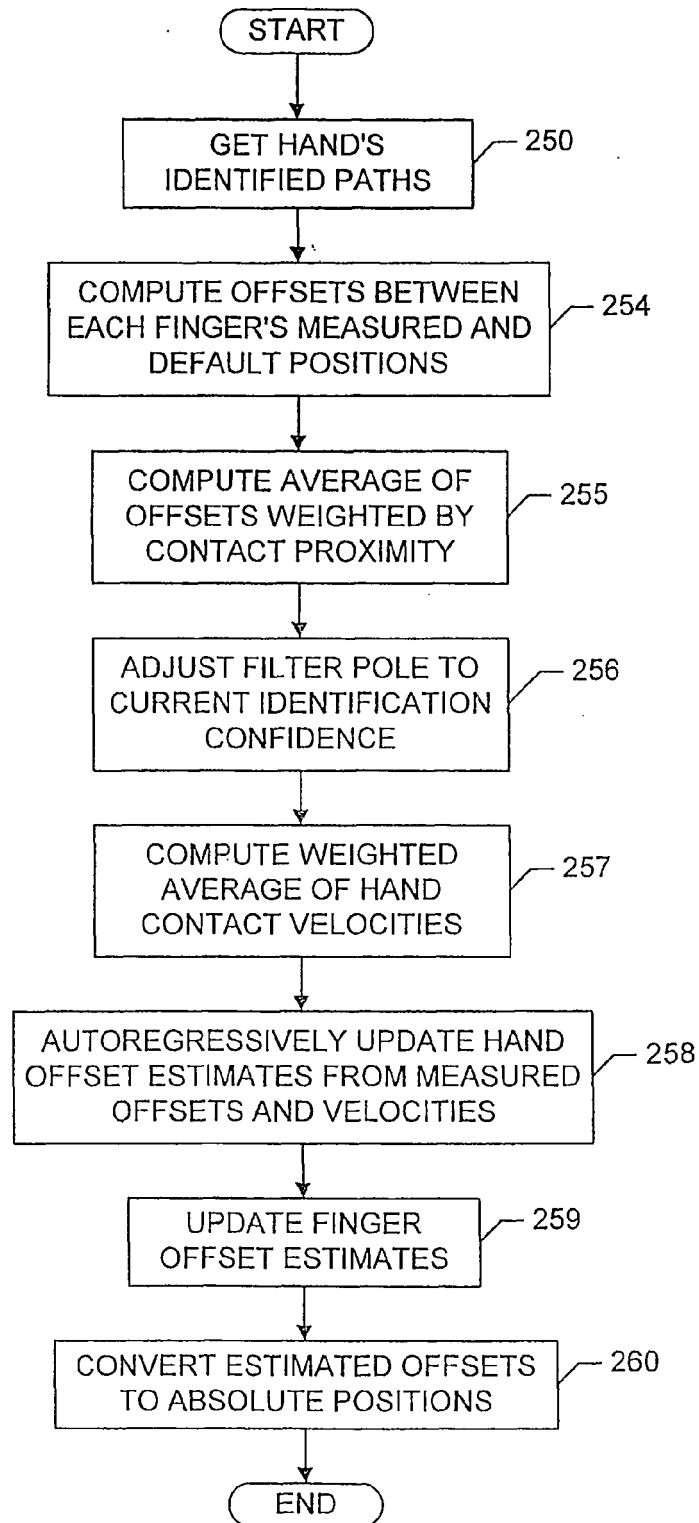 START
GET HAND'S
IDENTIFIED PATHS
250
COMPUTE OFFSETS BETWEEN
EACH FINGER'S MEASURED AND
DEFAULT POSITIONS
254
COMPUTE AVERAGE OF
OFFSETS WEIGHTED BY
CONTACT PROXIMITY
255
ADJUST FILTER POLE TO
CURRENT IDENTIFICATION
CONFIDENCE
256
COMPUTE WEIGHTED
AVERAGE OF HAND
CONTACT VELOCITIES
257
AUTOREGRESSIVELY UPDATE HAND
OFFSET ESTIMATES FROM MEASURED
OFFSETS AND VELOCITIES
258
UPDATE FINGER
OFFSET ESTIMATES
259
CONVERT ESTIMATED OFFSETS
TO ABSOLUTE POSITIONS
260
END